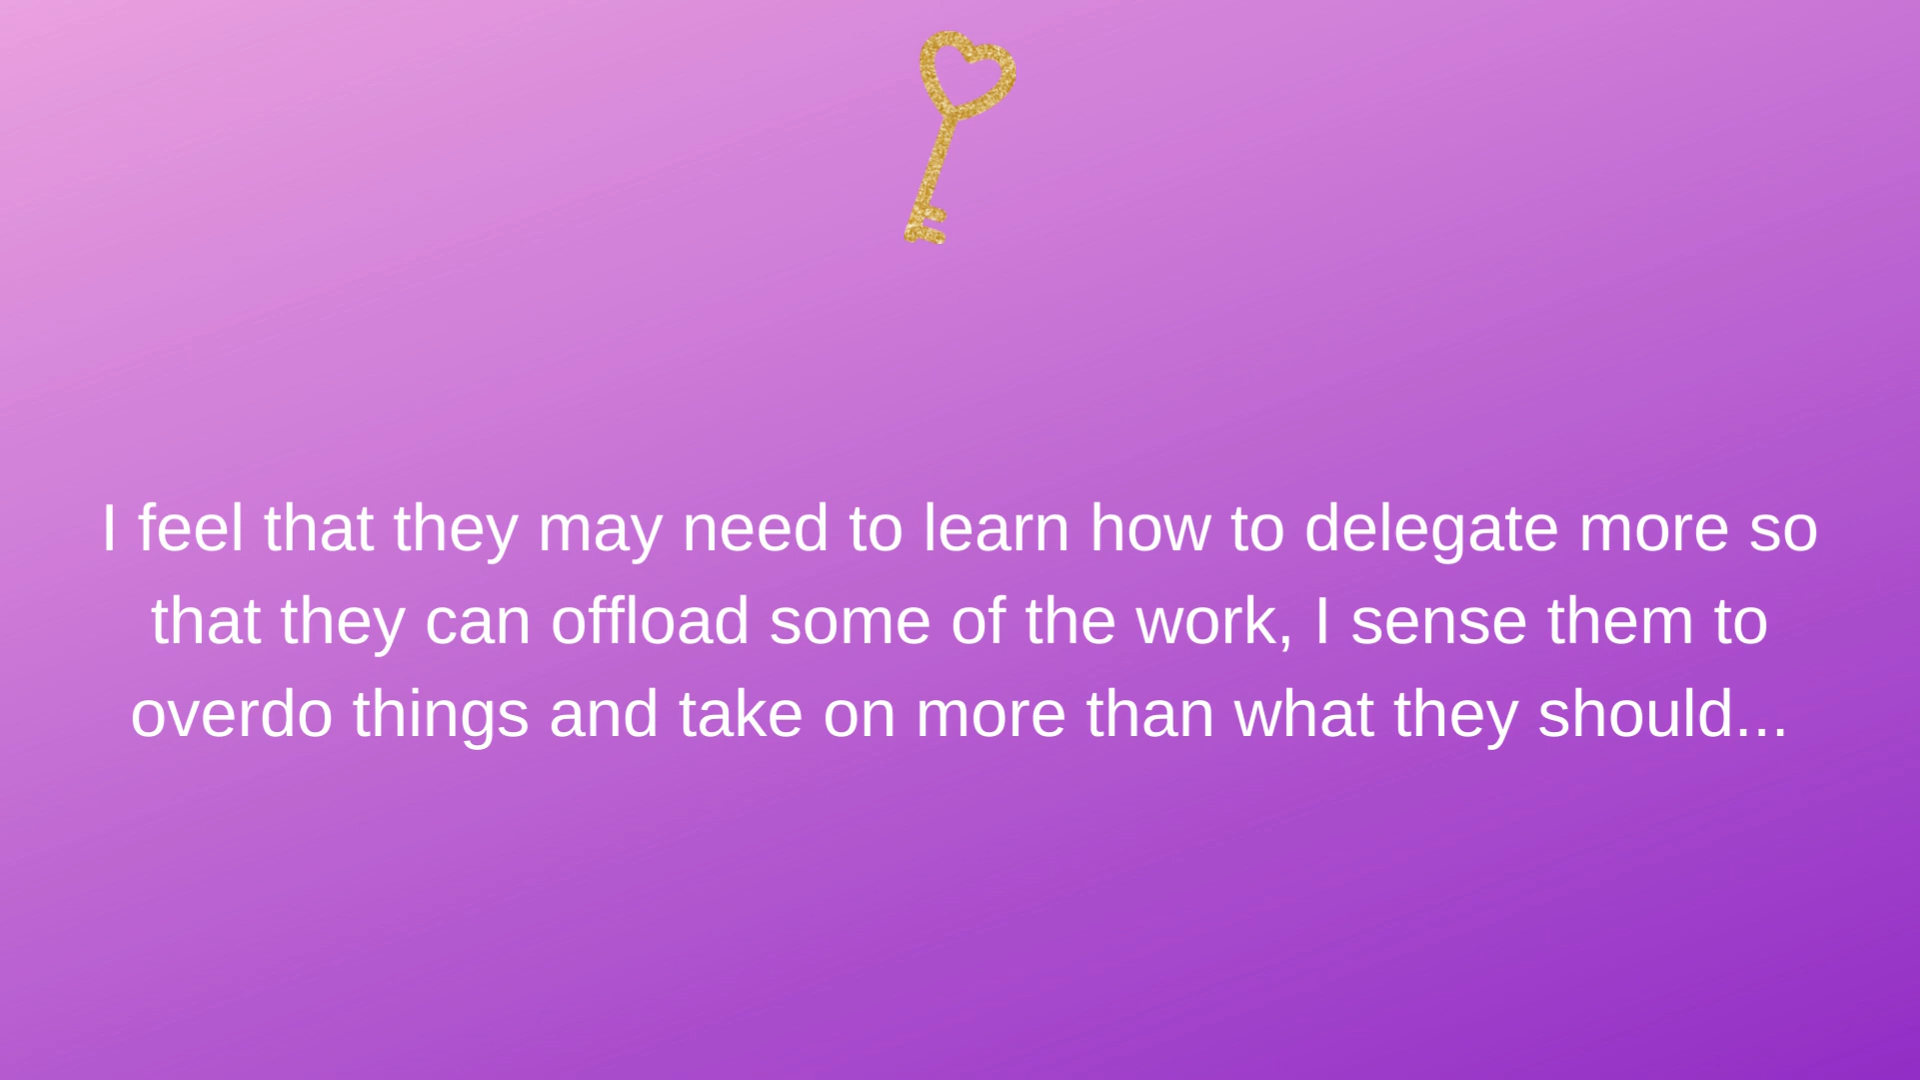 I feel that they may need to learn how to delegate more so
that they can offload some of the work, I sense them to
overdo things and take on more than what they should...